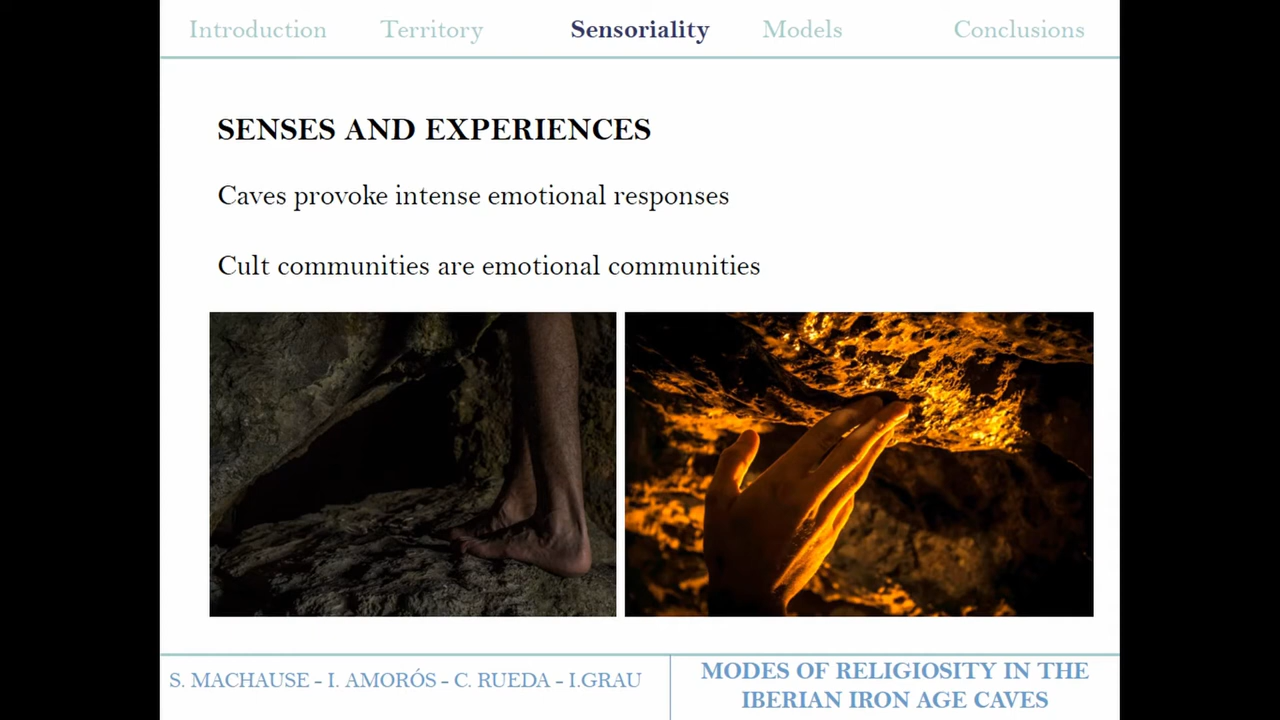 Introduction Territory Sensoriality Models Conclusions
SENSES AND EXPERIENCES
Caves provoke intense emotional responses
Cult communities are emotional communities
S. MACHAUSE - I. AMORÓS - C. RUEDA - I.GRAU
MODES OF RELIGIOSITY IN THE
IBERIAN IRON AGE CAVES